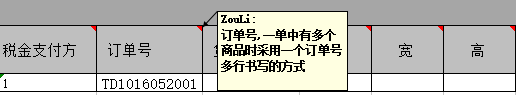 ZouLi:
订单号,一单中有多个
商品时采用一个订单号
多行书写的方式
税金支付方 订单号 宽 高
1 TD1016052001